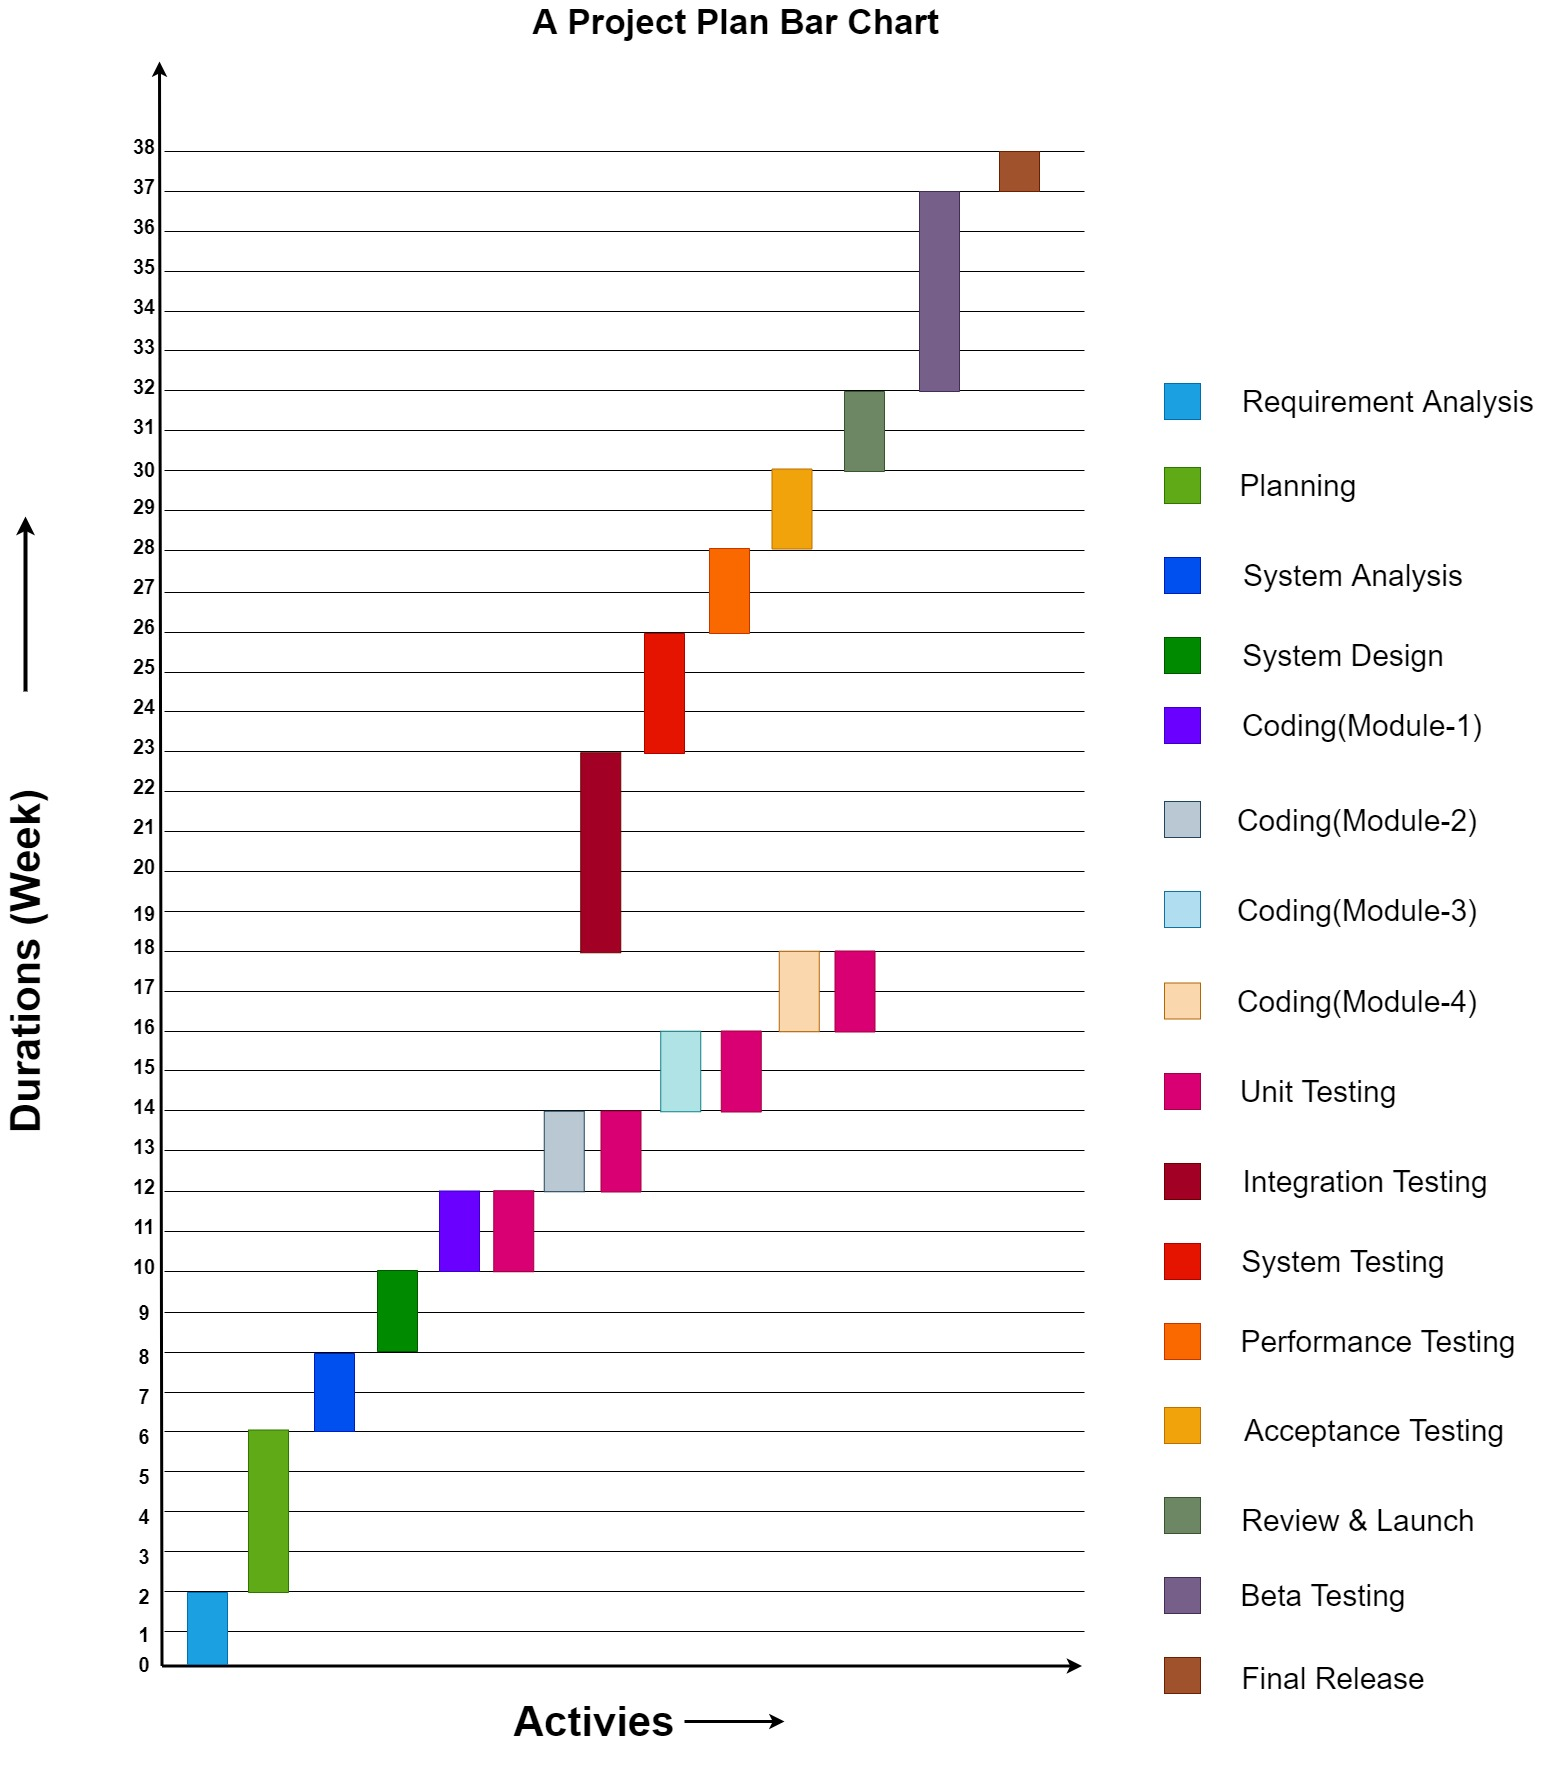 A Project Plan Bar Chart
38
37
36
35
34
33
32
31
30
29
28
27
26
25
24
23
22
21
20
19
18
17
16
15
14
13
12
11
10
9
8
7
6
5
4
3
2
1
0
Durations (Week)
Activies
Requirement Analysis
Planning
System Analysis
System Design
Coding(Module-1)
Coding(Module-2)
Coding(Module-3)
Coding(Module-4)
Unit Testing
Integration Testing
System Testing
Performance Testing
Acceptance Testing
Review & Launch
Beta Testing
Final Release